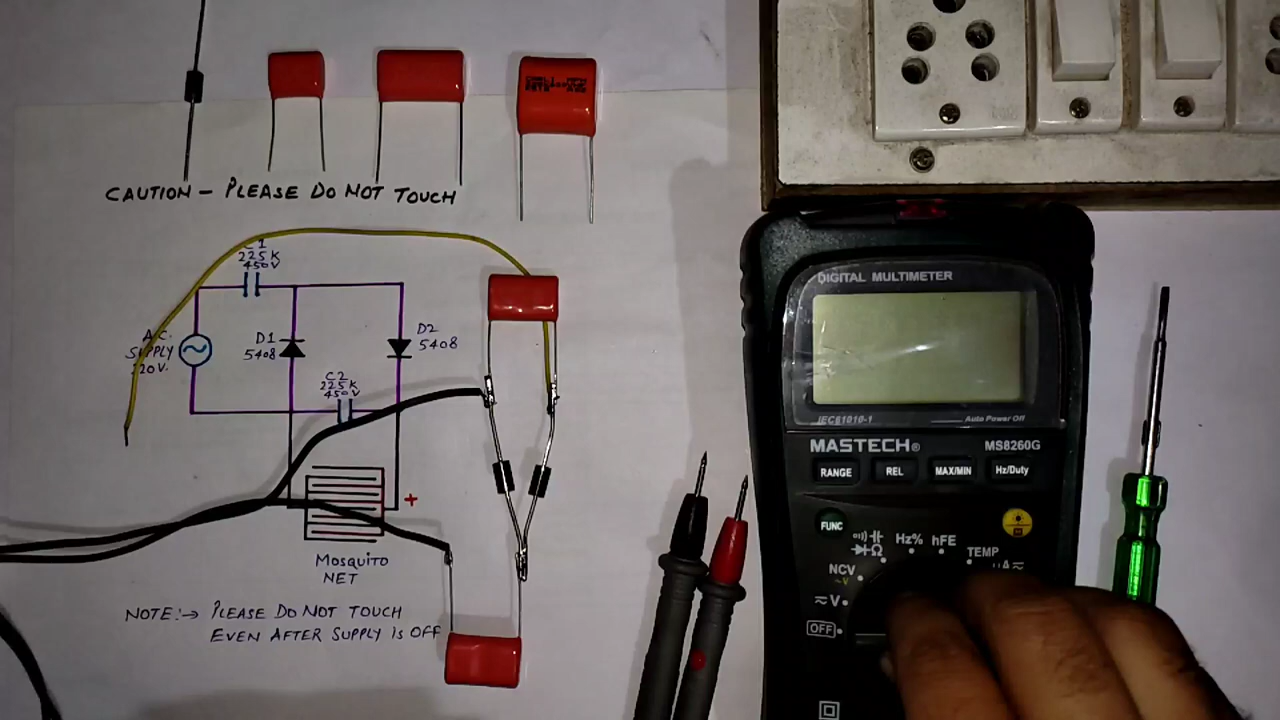 CAUTION - PLEASE DO NOT TOUCH
C1
225K
450V
A.C.
SUPPLY
220V.
D1
5408
D2
5408
C2
225K
450V
+
MOSQUITO
NET
NOTE:→ PLEASE DO NOT TOUCH
EVEN AFTER SUPPLY IS OFF
DIGITAL MULTIMETER
IEC61010-1
Auto Power Off
MASTECH®
MS8260G
RANGE
REL
MAX/MIN
Hz/Duty
FUNC
Hz%
hFE
TEMP
Ω
NCV
~V
µA
V
OFF